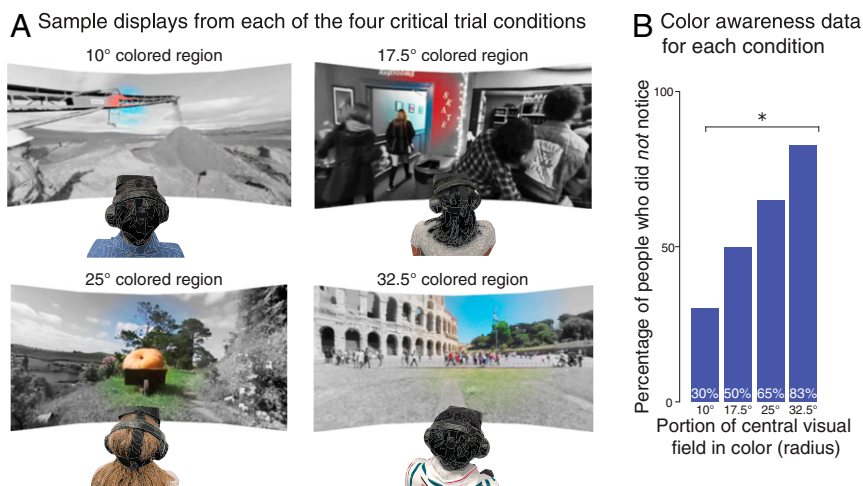 A Sample displays from each of the four critical trial conditions
10° colored region
17.5° colored region
SKATE
25° colored region
32.5° colored region
B Color awareness data
for each condition
Percentage of people who did not notice
100
50
0
*
30% 50% 65% 83%
10° 17.5° 25° 32.5°
Portion of central visual
field in color (radius)